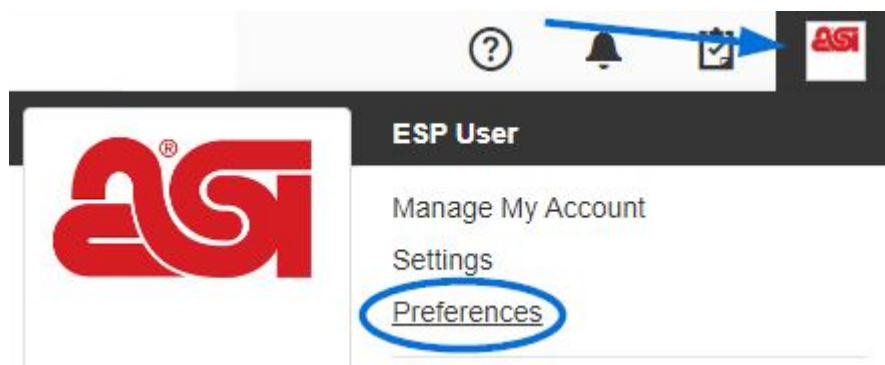 asi
ESP User
asi®
Manage My Account
Settings
Preferences